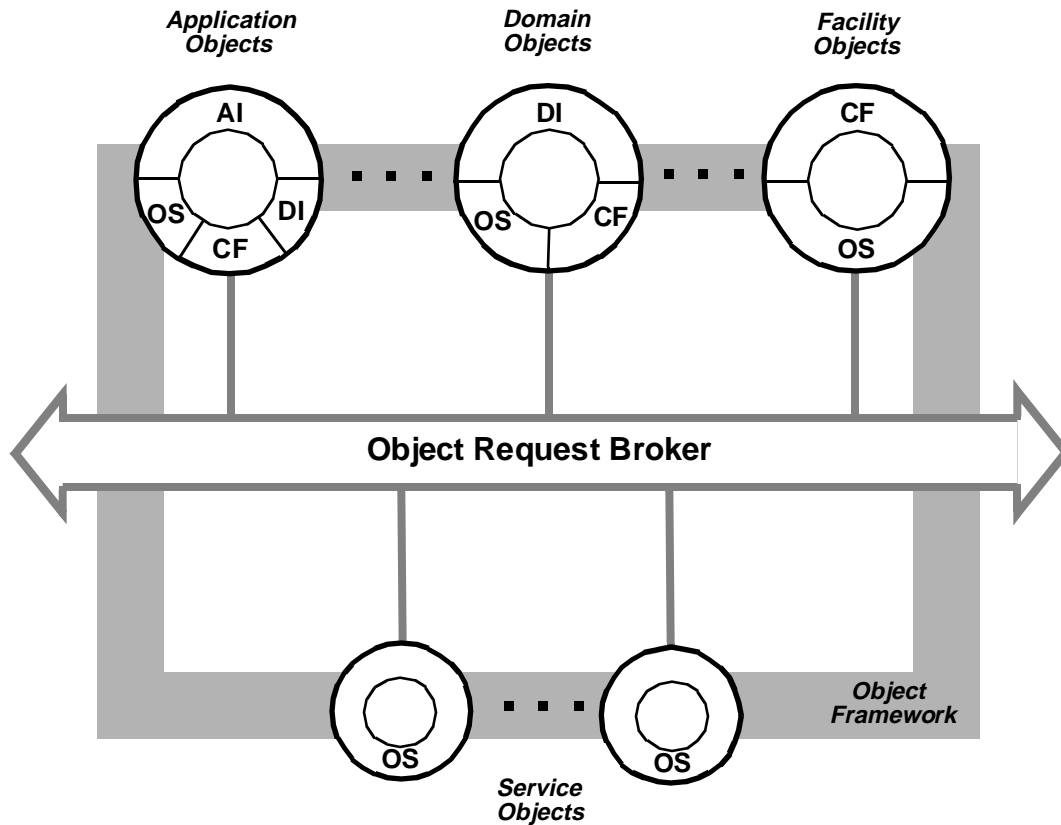 Application
Objects
Domain
Objects
Facility
Objects
AI
OS
DI
CF
DI
OS
CF
CF
OS
Object Request Broker
OS
OS
Object
Framework
Service
Objects